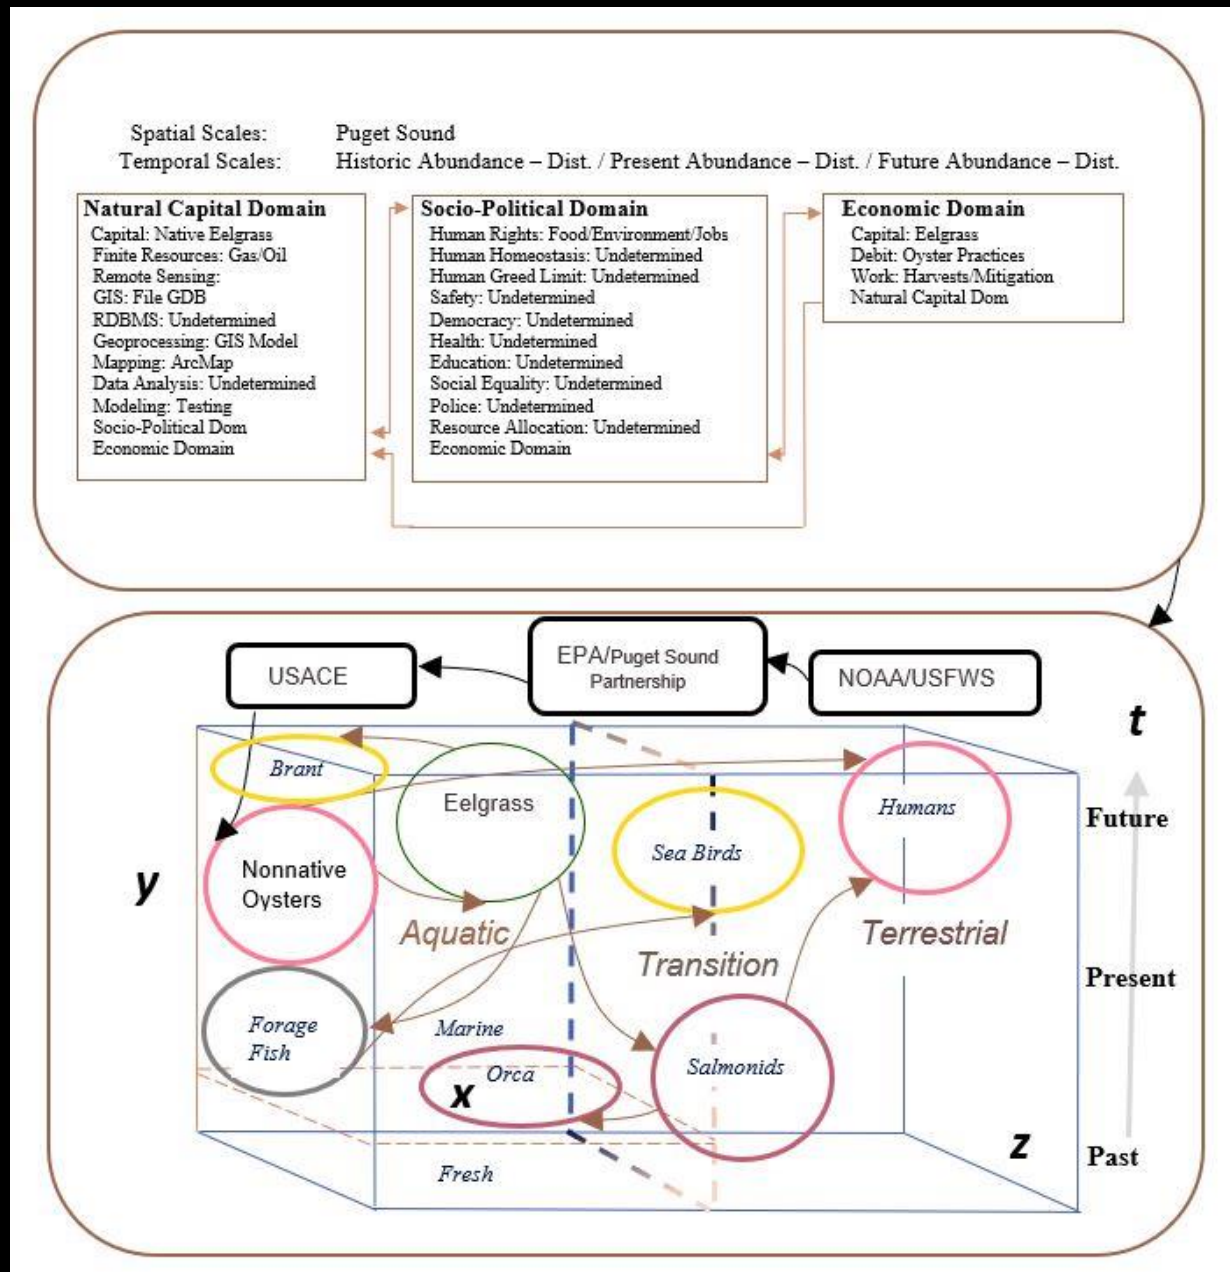 Spatial Scales: Puget Sound
Temporal Scales: Historic Abundance – Dist. / Present Abundance – Dist. / Future Abundance – Dist.
Natural Capital Domain
Capital: Native Eelgrass
Finite Resources: Gas/Oil
Remote Sensing:
GIS: File GDB
RDBMS: Undetermined
Geoprocessing: GIS Model
Mapping: ArcMap
Data Analysis: Undetermined
Modeling: Testing
Socio-Political Dom
Economic Domain
Socio-Political Domain
Human Rights: Food/Environment/Jobs
Human Homeostasis: Undetermined
Human Greed Limit: Undetermined
Safety: Undetermined
Democracy: Undetermined
Health: Undetermined
Education: Undetermined
Social Equality: Undetermined
Police: Undetermined
Resource Allocation: Undetermined
Economic Domain
Economic Domain
Capital: Eelgrass
Debit: Oyster Practices
Work: Harvests/Mitigation
Natural Capital Dom
USACE
EPA/Puget Sound
Partnership
NOAA/USFWS
t
Brant
Eelgrass
Humans
Future
Sea Birds
y
Nonnative
Oysters
Aquatic
Transition
Terrestrial
Present
Forage
Fish
Marine
Orca
x
Salmonids
z
Past
Fresh